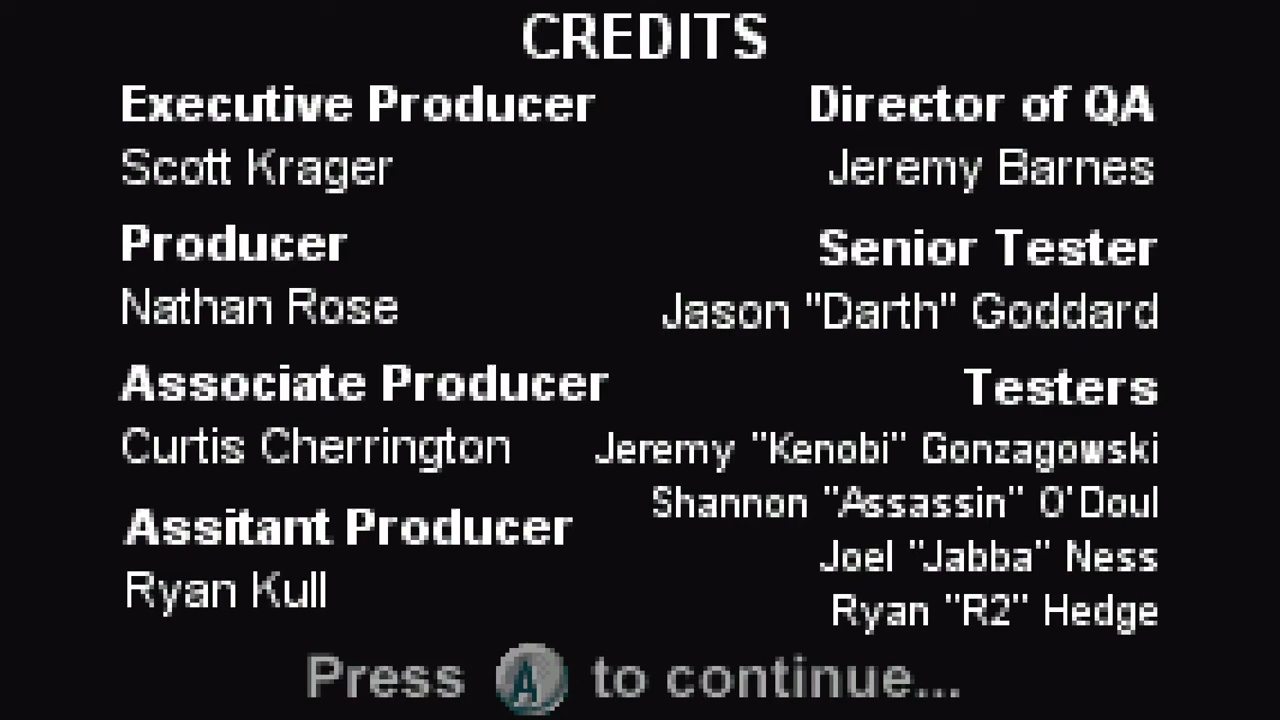 CREDITS
Executive Producer
Scott Krager
Producer
Nathan Rose
Associate Producer
Curtis Cherrington
Assitant Producer
Ryan Kull
Director of QA
Jeremy Barnes
Senior Tester
Jason "Darth" Goddard
Testers
Jeremy "Kenobi" Gonzagowski
Shannon "Assassin" O'Doul
Joel "Jabba" Ness
Ryan "R2" Hedge
Press A to continue...